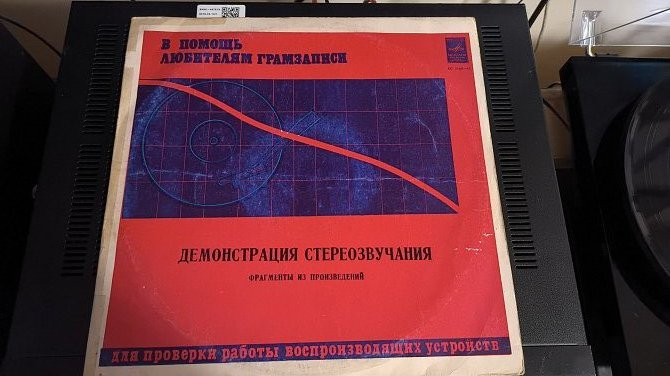 В ПОМОЩЬ
ЛЮБИТЕЛЯМ ГРАМЗАПИСИ
ДЕМОНСТРАЦИЯ СТЕРЕОЗВУЧАНИЯ
ФРАГМЕНТЫ ИЗ ПРОИЗВЕДЕНИЙ
для проверки работы воспроизводящих устройств